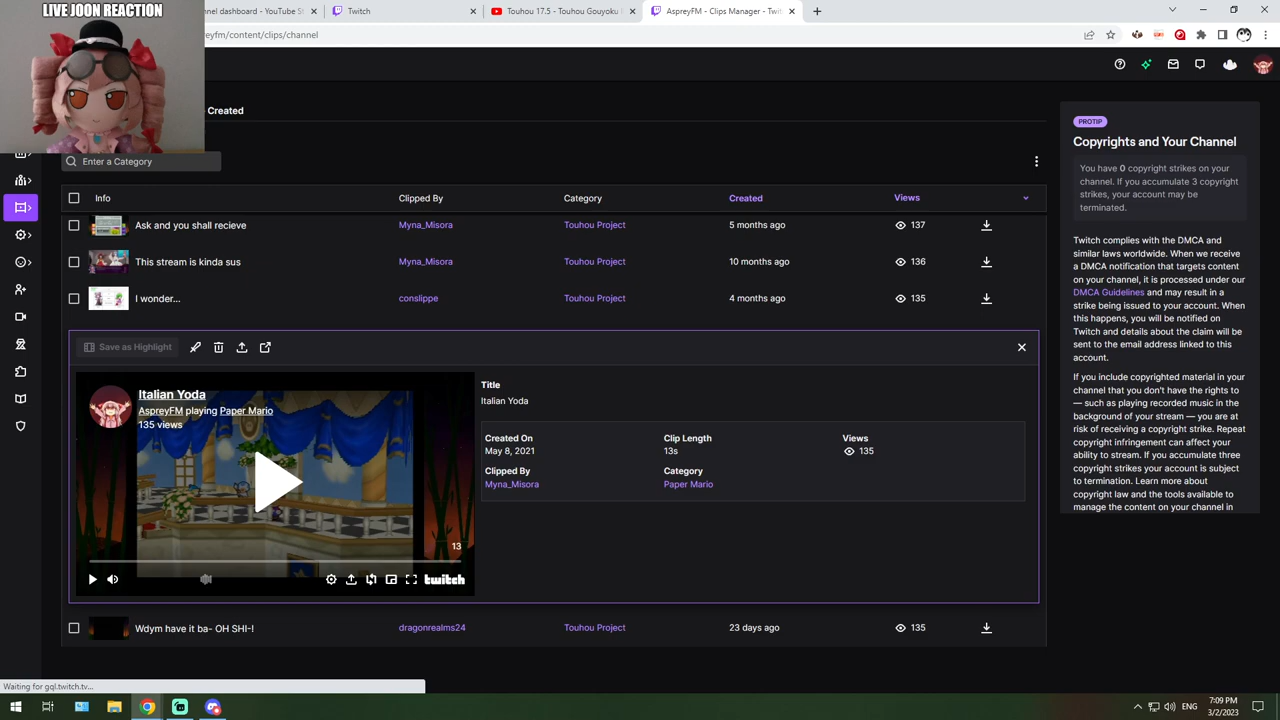 LIVE JOON REACTION
nnel dashboard - YouTube St
Twitch
Touhou 17.5 - Touhou Gouyoku I
AspreyFM - Clips Manager - Twit
eyfm/content/clips/channel
Created
Enter a Category
Info Clipped By Category Created Views
Ask and you shall recieve Myna_Misora Touhou Project 5 months ago 137
This stream is kinda sus Myna_Misora Touhou Project 10 months ago 136
I wonder... conslippe Touhou Project 4 months ago 135
Save as Highlight
Italian Yoda
AspreyFM playing Paper Mario
135 views
13
twitch
Title
Italian Yoda
Created On Clip Length Views
May 8, 2021 13s 135
Clipped By Category
Myna_Misora Paper Mario
Wdym have it ba- OH SHI-! dragonrealms24 Touhou Project 23 days ago 135
PROTIP
Copyrights and Your Channel
You have 0 copyright strikes on
your channel. If you accumulate 3 copyright
strikes, your account may be
terminated.
Twitch complies with the DMCA and
similar laws worldwide. When we receive
a DMCA notification that targets content
on your channel, it is processed under our
DMCA Guidelines and may result in a
strike being issued to your account. When
this happens, you will be notified on
Twitch and details about the claim will be
sent to the email address linked to this
account.
If you include copyrighted material in your
channel that you don't have the rights to
— such as playing recorded music in the
background of your stream — you are at
risk of receiving a copyright strike. Repeat
copyright infringement can affect your
ability to stream. If you accumulate three
copyright strikes your account is subject
to termination. Learn more about
copyright law and the tools available to
manage the content on your channel in
Waiting for gql.twitch.tv...
ENG
7:09 PM
3/2/2023